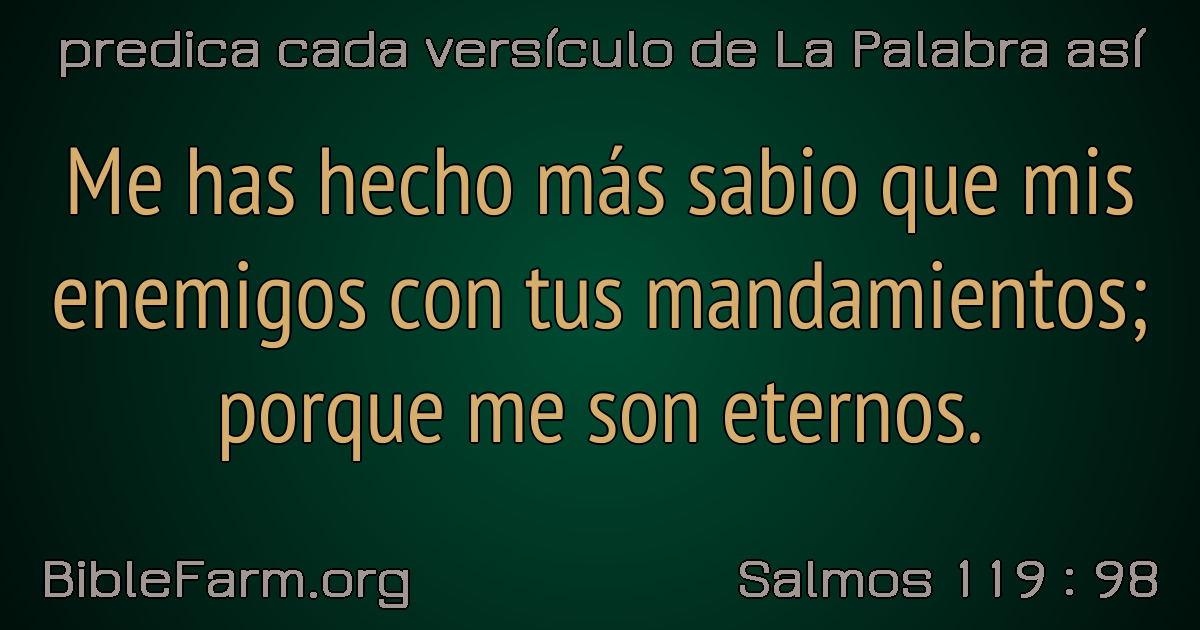 predica cada versículo de La Palabra así
Me has hecho más sabio que mis
enemigos con tus mandamientos;
porque me son eternos.
BibleFarm.org
Salmos 119 : 98